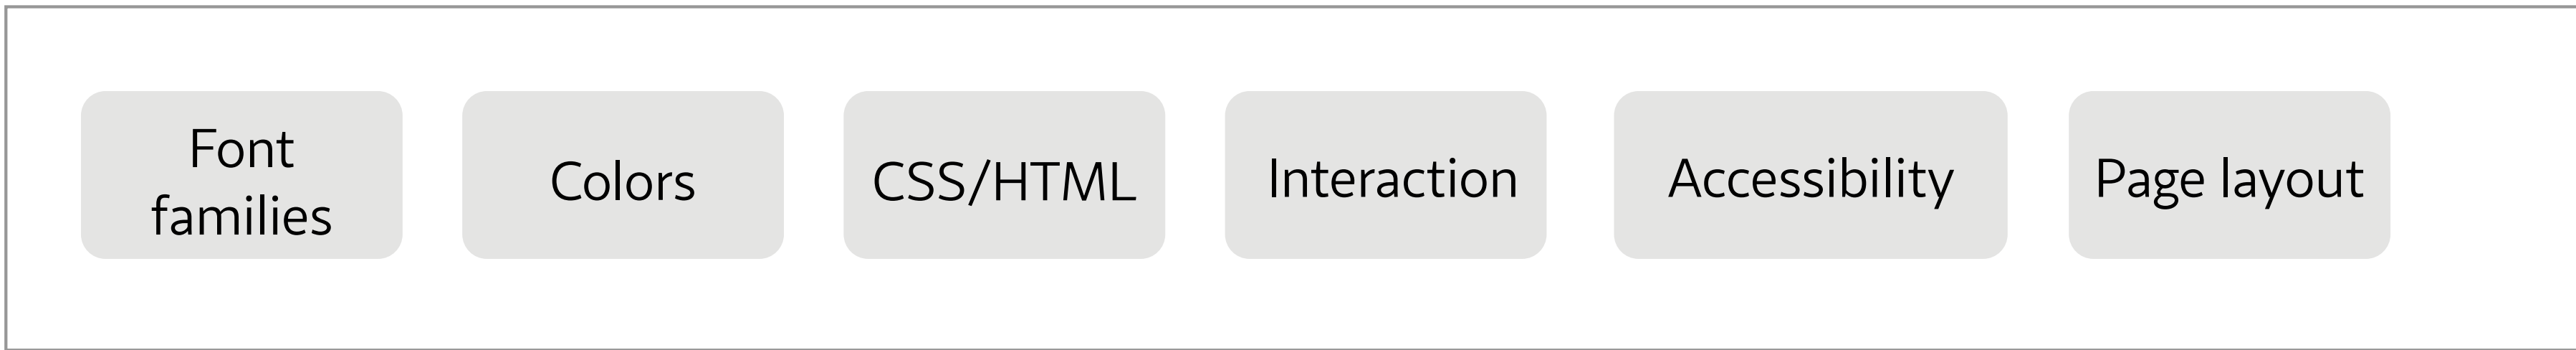 Font
families
Colors
CSS/HTML
Interaction
Accessibility
Page layout